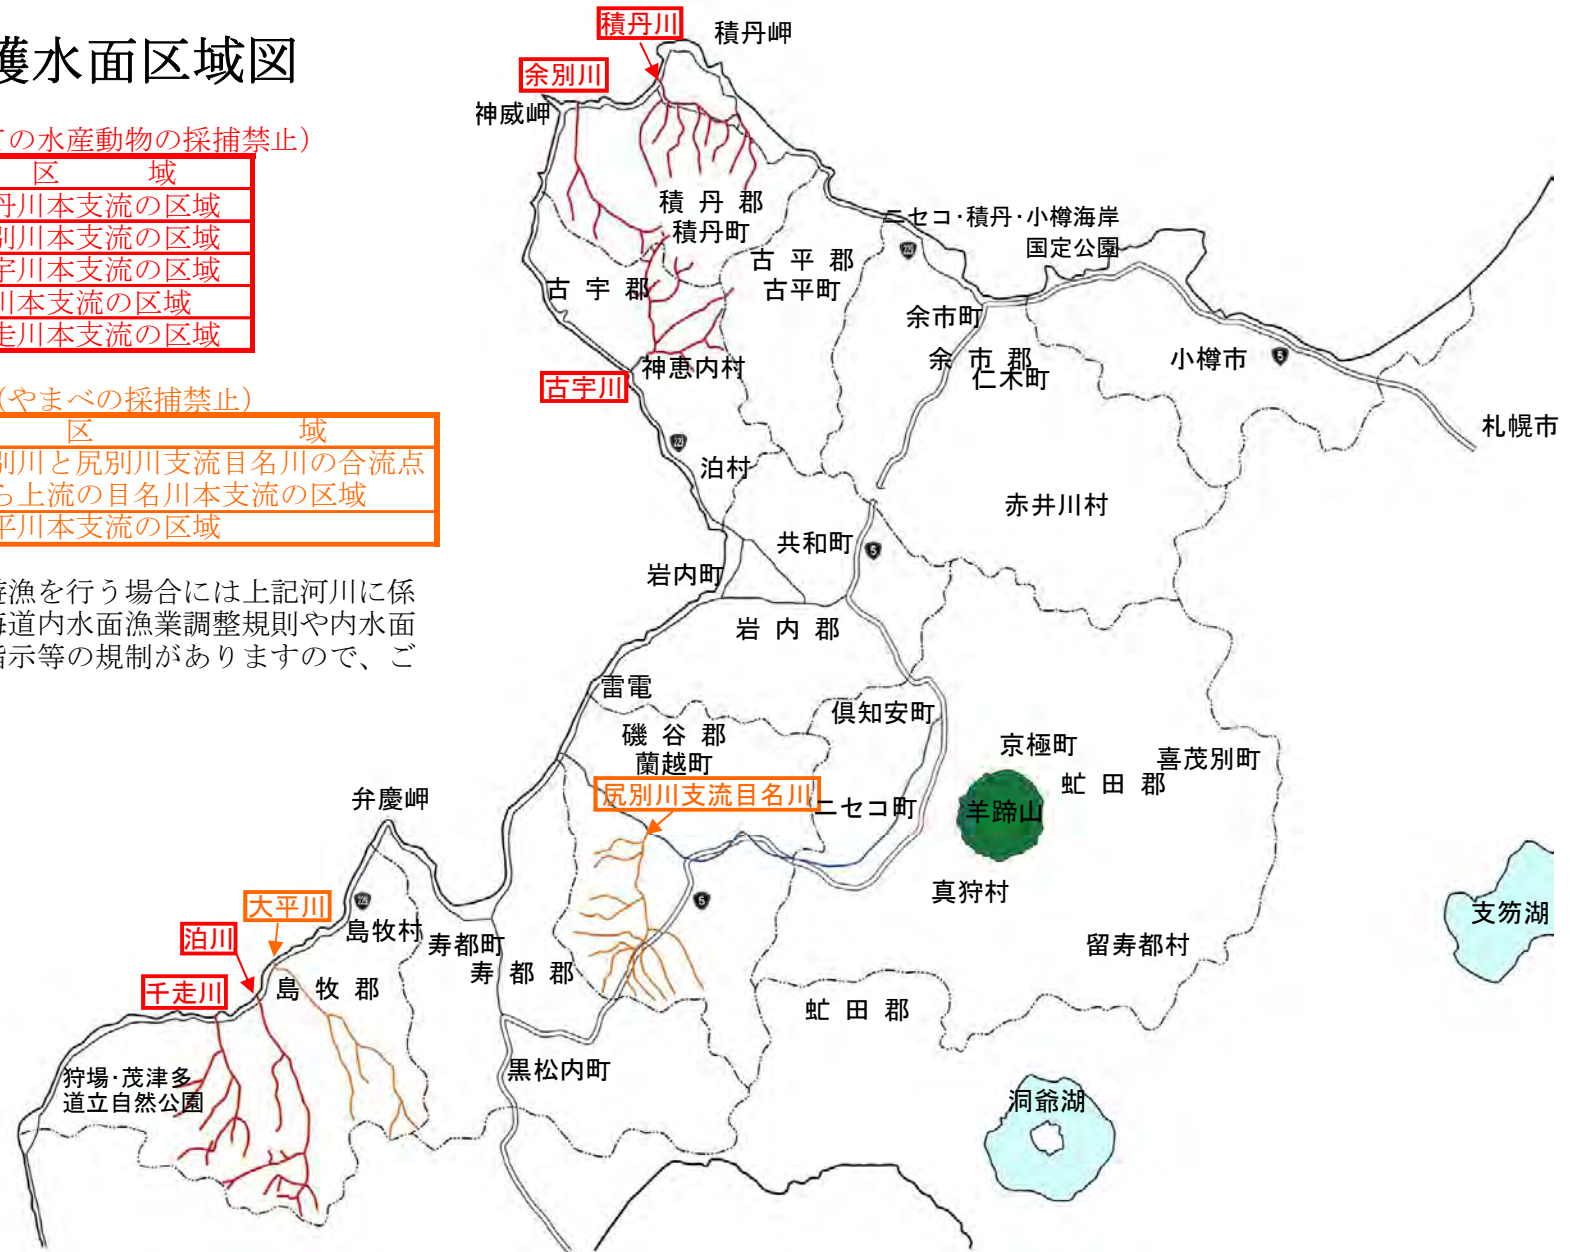 護水面区域図
ての水産動物の採捕禁止）
区　　域
丹川本支流の区域
別川本支流の区域
宇川本支流の区域
川本支流の区域
走川本支流の区域
（やまべの採捕禁止）
区　　域
別川と尻別川支流目名川の合流点
ら上流の目名川本支流の区域
平川本支流の区域
遊漁を行う場合には上記河川に係
海道内水面漁業調整規則や内水面
指示等の規制がありますので、ご
積丹川
積丹岬
余別川
神威岬
積 丹 郡
積丹町
ニセコ・積丹・小樽海岸
国定公園
229
古 平 郡
古平町
古 宇 郡
余市町
余 市 郡
仁木町
小樽市
5
神恵内村
古宇川
札幌市
229
泊村
赤井川村
共和町
5
岩内町
岩 内 郡
雷電
倶知安町
磯 谷 郡
蘭越町
京極町
喜茂別町
虻 田 郡
尻別川支流目名川
ニセコ町
羊蹄山
弁慶岬
真狩村
5
支笏湖
大平川
229
島牧村
寿都町
寿 都 郡
留寿都村
泊川
千走川
島 牧 郡
虻 田 郡
黒松内町
狩場・茂津多
道立自然公園
洞爺湖